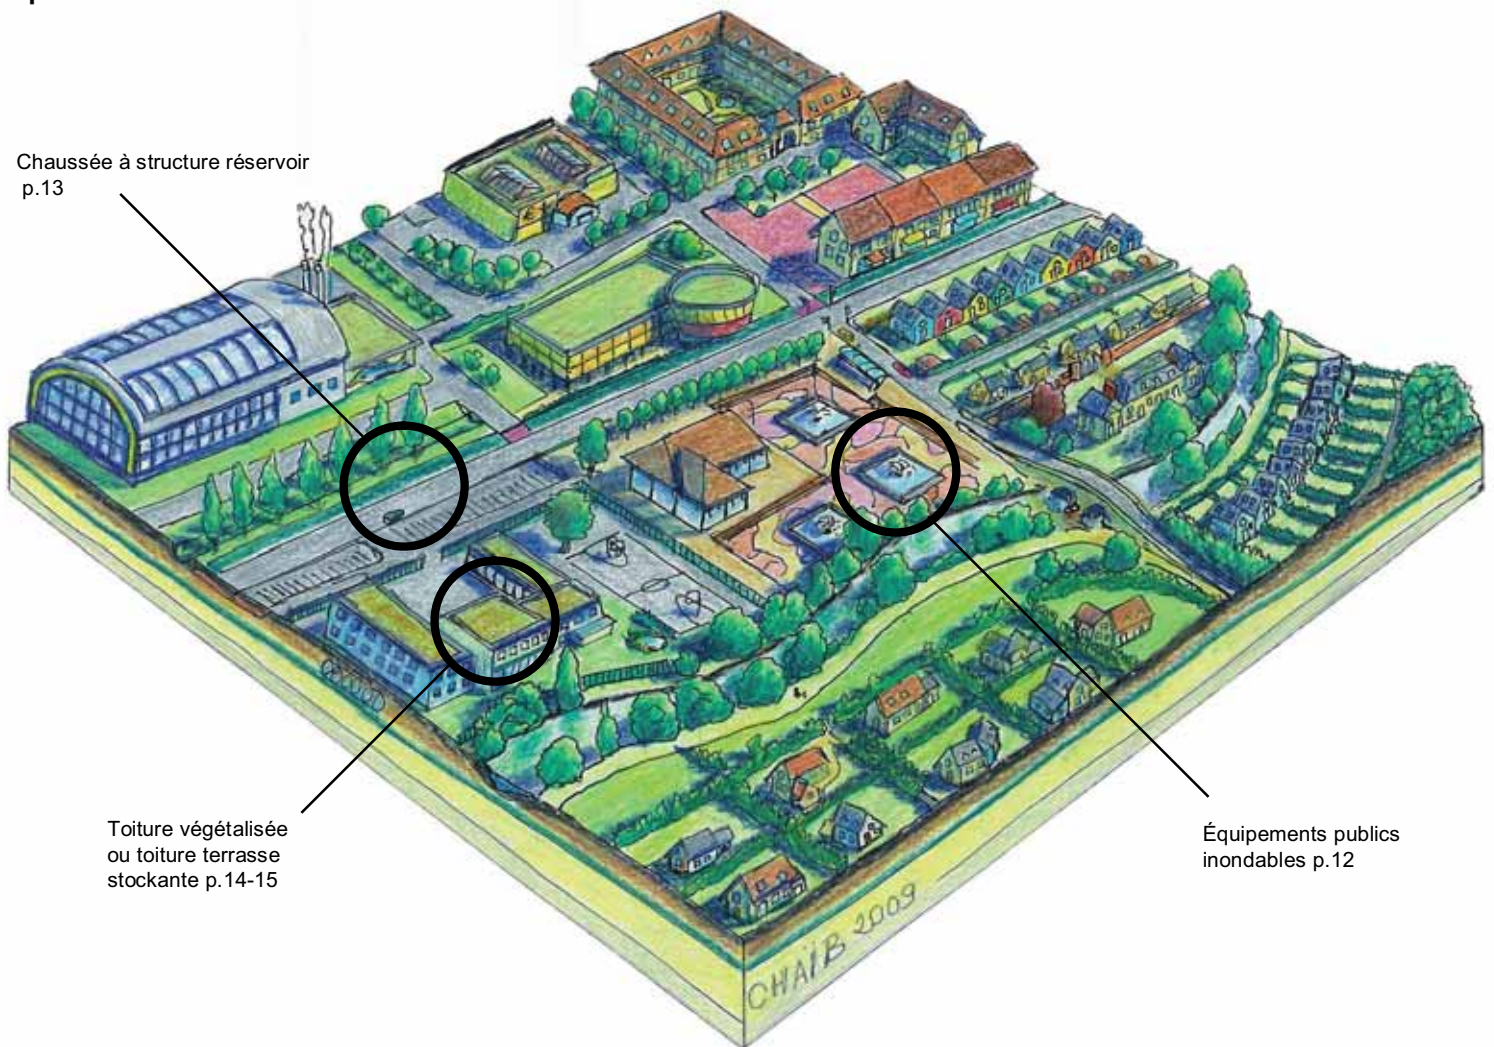 Chaussée à structure réservoir
p.13
Toiture végétalisée
ou toiture terrasse
stockante p.14-15
Équipements publics
inondables p.12
CHAÏB 2009